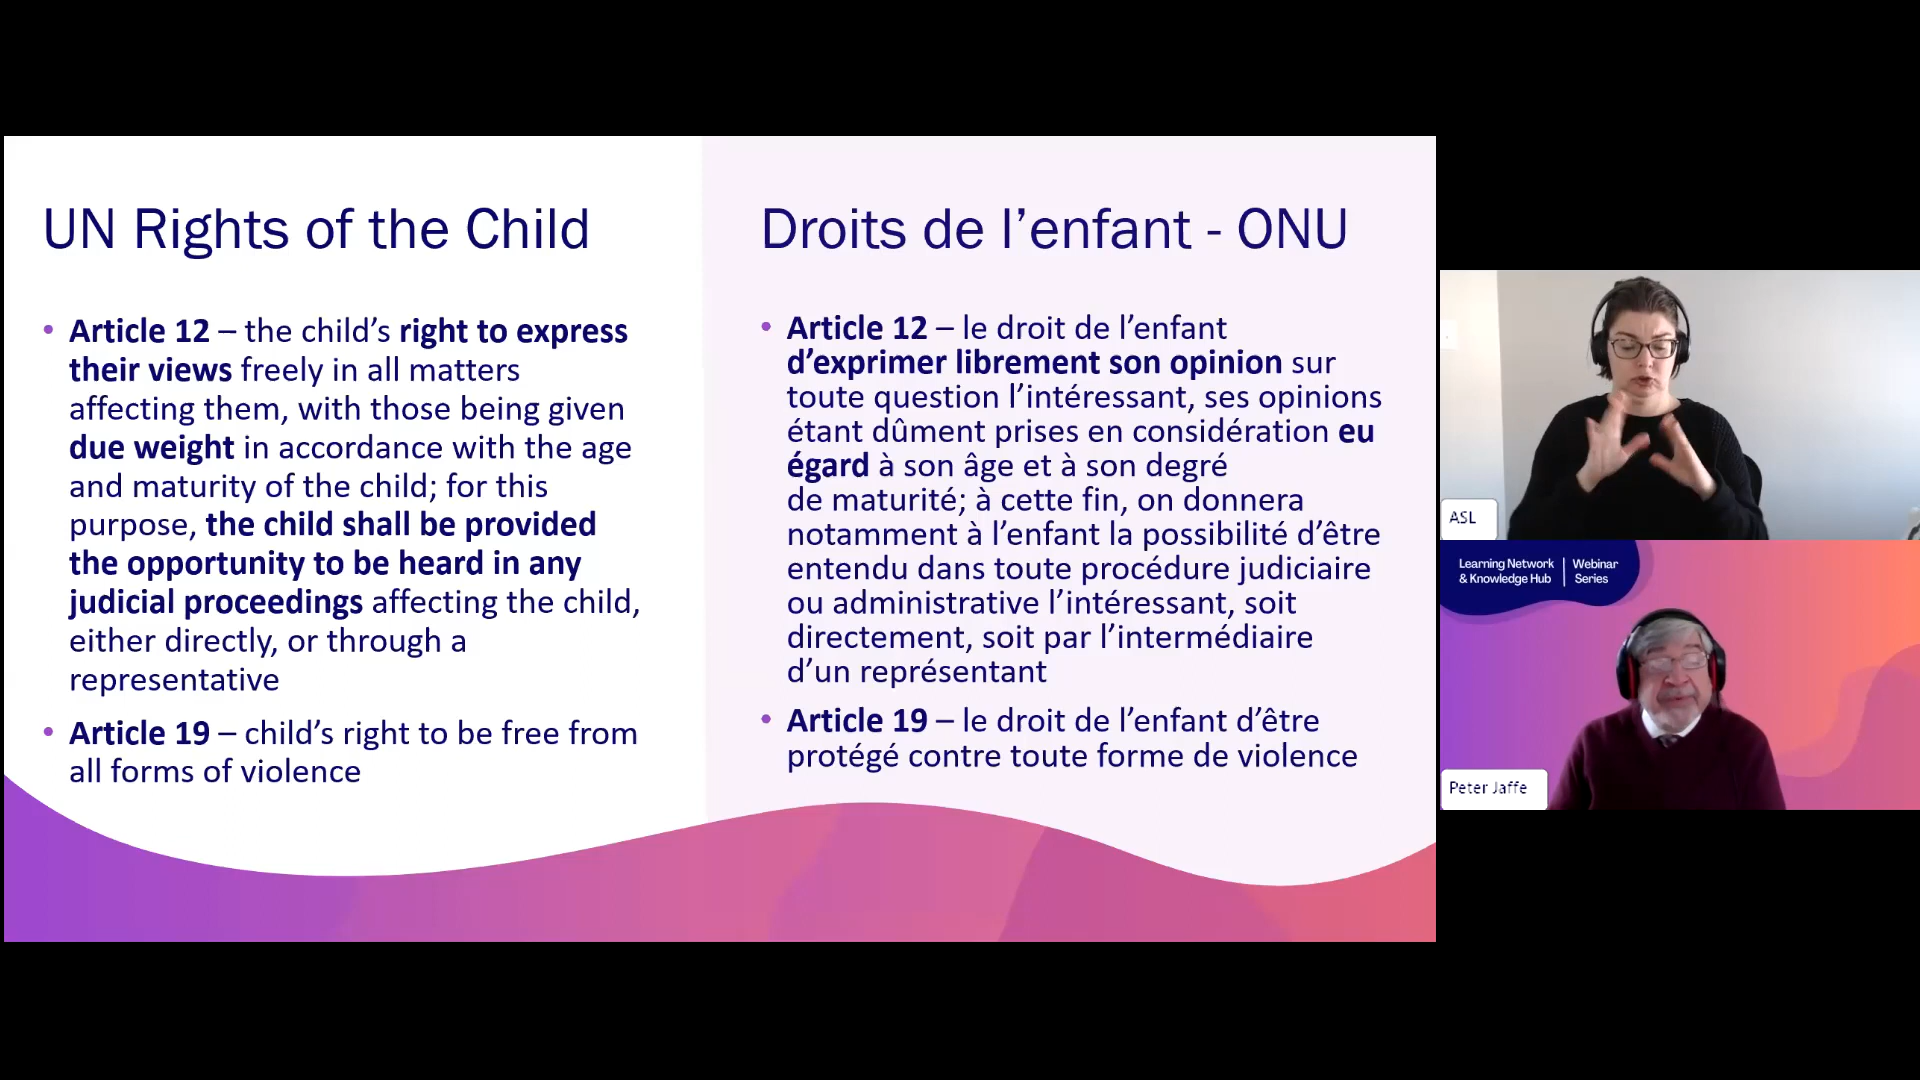 UN Rights of the Child
• Article 12 – the child’s right to express
their views freely in all matters
affecting them, with those being given
due weight in accordance with the age
and maturity of the child; for this
purpose, the child shall be provided
the opportunity to be heard in any
judicial proceedings affecting the child,
either directly, or through a
representative
• Article 19 – child’s right to be free from
all forms of violence
Droits de l’enfant - ONU
• Article 12 – le droit de l’enfant
d’exprimer librement son opinion sur
toute question l’intéressant, ses opinions
étant dûment prises en considération eu
égard à son âge et à son degré
de maturité; à cette fin, on donnera
notamment à l’enfant la possibilité d’être
entendu dans toute procédure judiciaire
ou administrative l’intéressant, soit
directement, soit par l’intermédiaire
d’un représentant
• Article 19 – le droit de l’enfant d’être
protégé contre toute forme de violence
ASL
Learning Network
& Knowledge Hub
Webinar
Series
Peter Jaffe